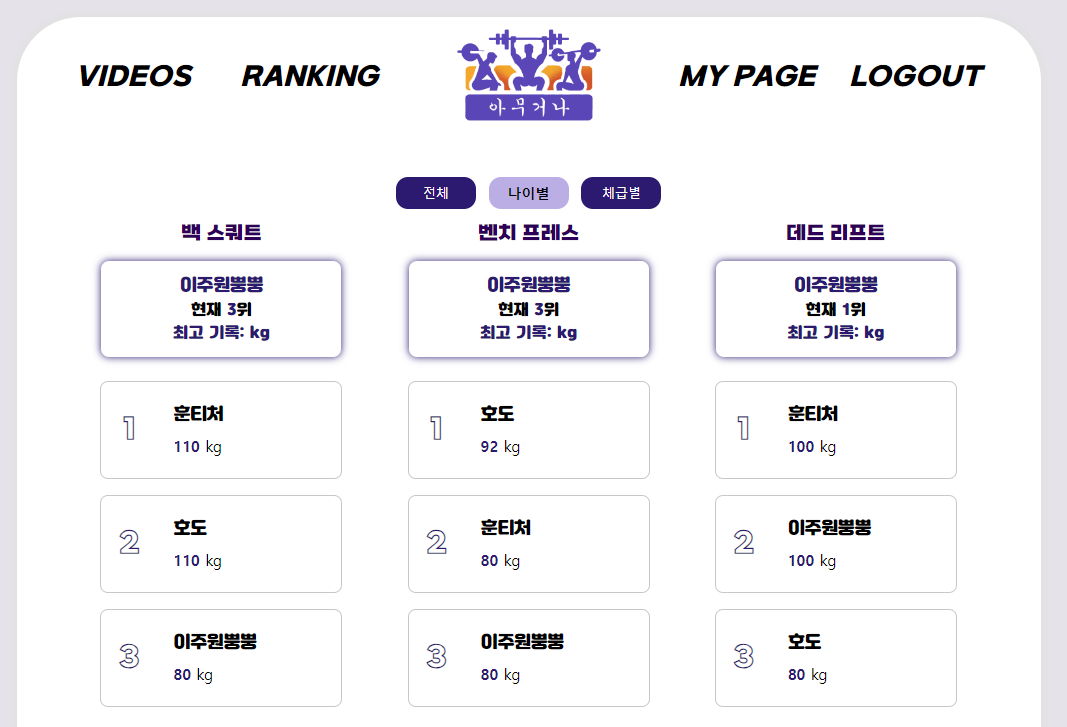 VIDEOS RANKING 아무거나 MY PAGE LOGOUT
전체 나이별 체급별
백 스쿼트
이주원뿡뿡
현재 3위
최고 기록: kg
1 훈티처
110 kg
2 호도
110 kg
3 이주원뿡뿡
80 kg
벤치 프레스
이주원뿡뿡
현재 3위
최고 기록: kg
1 호도
92 kg
2 훈티처
80 kg
3 이주원뿡뿡
80 kg
데드 리프트
이주원뿡뿡
현재 1위
최고 기록: kg
1 훈티처
100 kg
2 이주원뿡뿡
100 kg
3 호도
80 kg